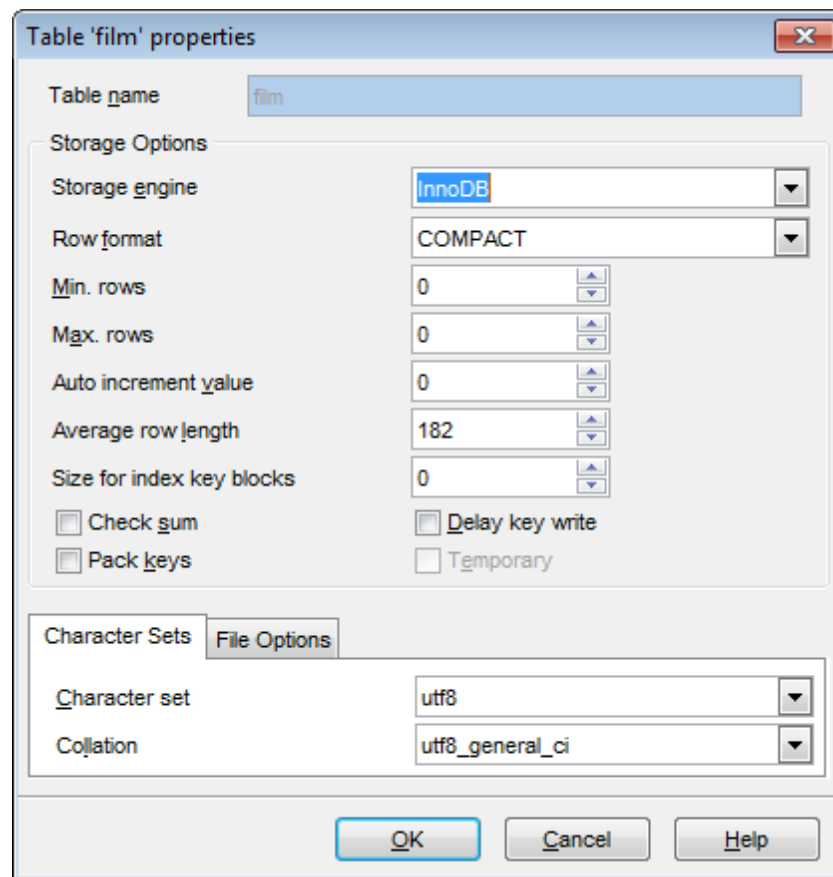 Table 'film' properties
Table name film
Storage Options
Storage engine InnoDB
Row format COMPACT
Min. rows 0
Max. rows 0
Auto increment value 0
Average row length 182
Size for index key blocks 0
Check sum Delay key write
Pack keys Temporary
Character Sets File Options
Character set utf8
Collation utf8_general_ci
OK Cancel Help